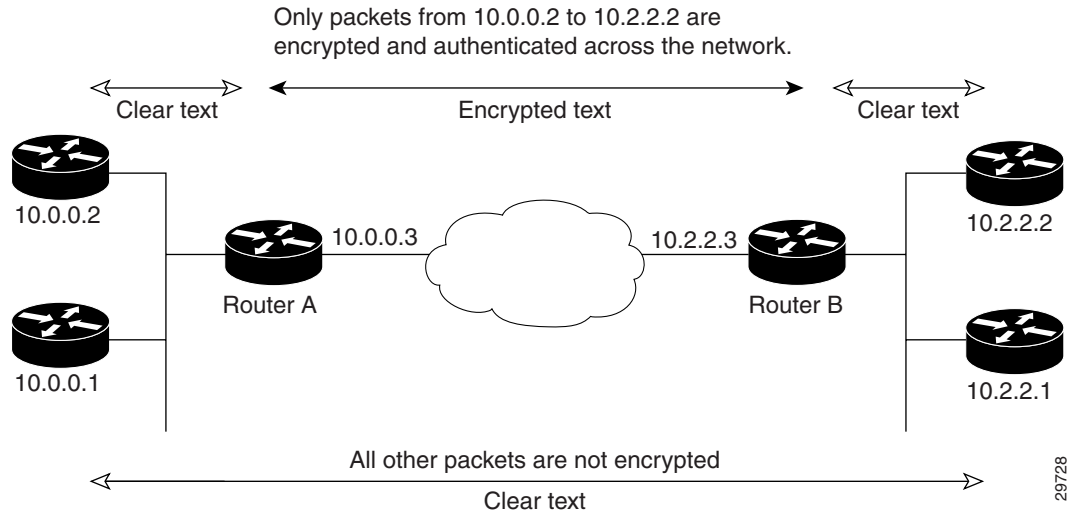 Only packets from 10.0.0.2 to 10.2.2.2 are
encrypted and authenticated across the network.
Clear text
Encrypted text
Clear text
10.0.0.2
10.2.2.2
10.0.0.3
10.2.2.3
Router A
Router B
10.0.0.1
10.2.2.1
All other packets are not encrypted
Clear text
29728